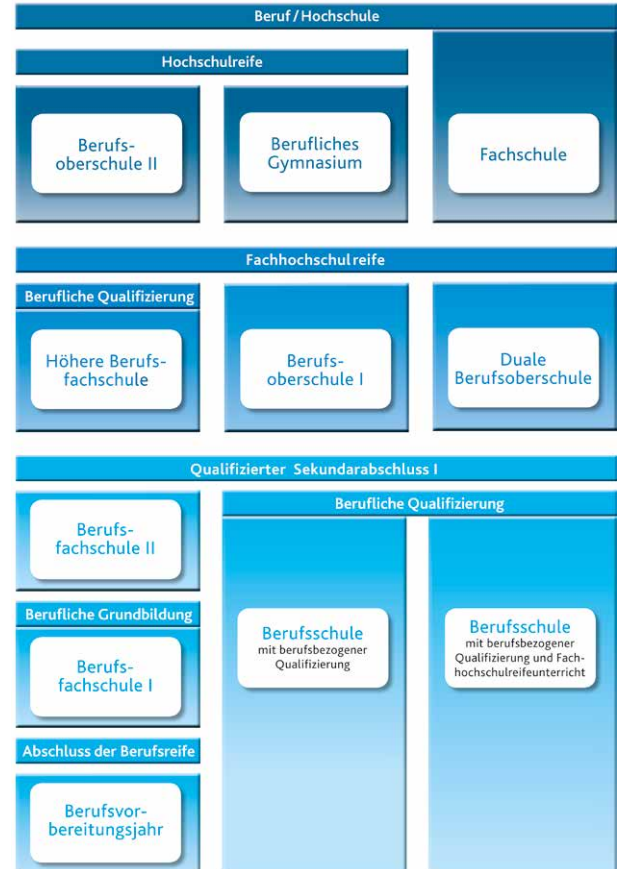 Beruf/Hochschule
Hochschulreife
Berufs-
oberschule II
Berufliches
Gymnasium
Fachschule
Fachhochschulreife
Berufliche Qualifizierung
Höhere Berufs-
fachschule
Berufs-
oberschule I
Duale
Berufsoberschule
Qualifizierter Sekundarabschluss I
Berufliche Qualifizierung
Berufs-
fachschule II
Berufliche Grundbildung
Berufs-
fachschule I
Berufsschule
mit berufsbezogener
Qualifizierung
Berufsschule
mit berufsbezogener
Qualifizierung und Fach-
hochschulreifeunterricht
Abschluss der Berufsreife
Berufsvor-
bereitungsjahr